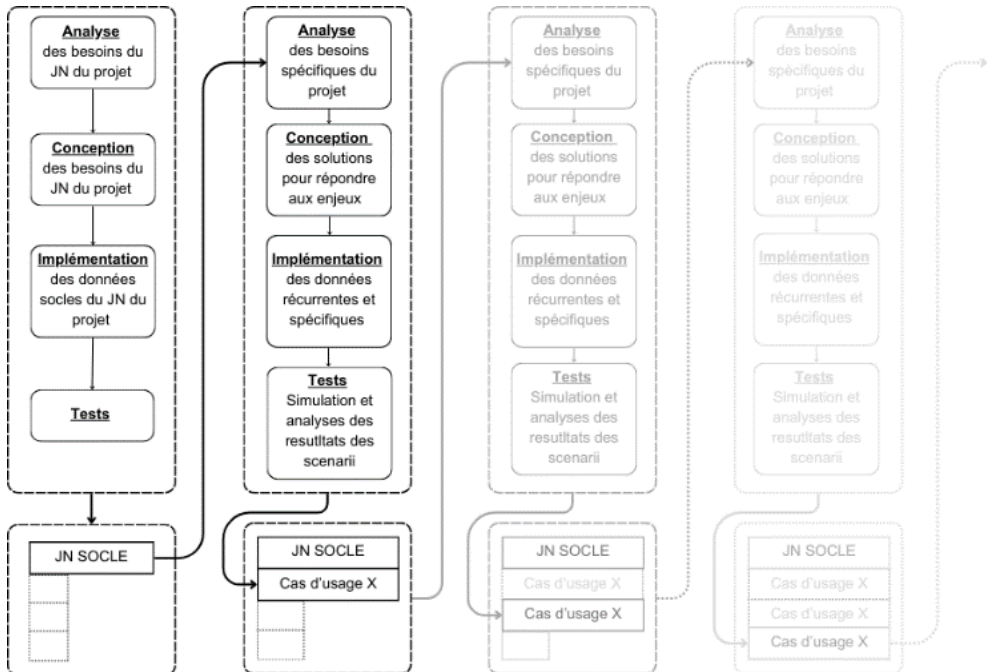 Analyse
des besoins du
JN du projet
Conception
des besoins du
JN du projet
Implémentation
des données
socles du JN du
projet
Tests
JN SOCLE
Analyse
des besoins
spécifiques du
projet
Conception
des solutions
pour répondre
aux enjeux
Implémentation
des données
récurrentes et
spécifiques
Tests
Simulation et
analyses des
resutltats des
scenarii
JN SOCLE
Cas d'usage X
Analyse
des besoins
spécifiques du
projet
Conception
des solutions
pour répondre
aux enjeux
Implémentation
des données
récurrentes et
spécifiques
Tests
Simulation et
analyses des
resutltats des
scenarii
JN SOCLE
Cas d'usage X
Cas d'usage X
Analyse
des besoins
spécifiques du
projet
Conception
des solutions
pour répondre
aux enjeux
Implémentation
des données
récurrentes et
spécifiques
Tests
Simulation et
analyses des
resutltats des
scenarii
JN SOCLE
Cas d'usage X
Cas d'usage X
Cas d'usage X